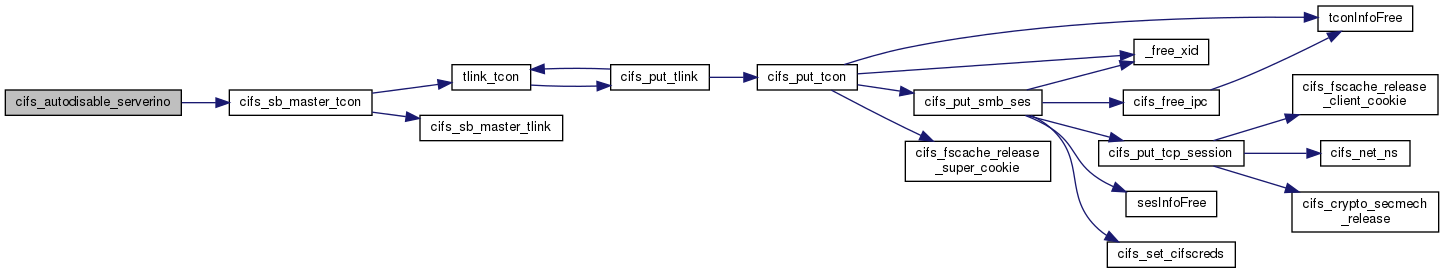 cifs_autodisable_serverino
cifs_sb_master_tcon
tlink_tcon
cifs_sb_master_tlink
cifs_put_tlink
cifs_put_tcon
cifs_put_smb_ses
cifs_fscache_release
_super_cookie
tconInfoFree
_free_xid
cifs_free_ipc
cifs_put_tcp_session
sesInfoFree
cifs_set_cifscreds
cifs_fscache_release
_client_cookie
cifs_net_ns
cifs_crypto_secmech
_release